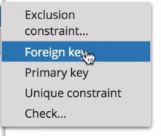 Exclusion
constraint...
Foreign key
Primary key
Unique constraint
Check...